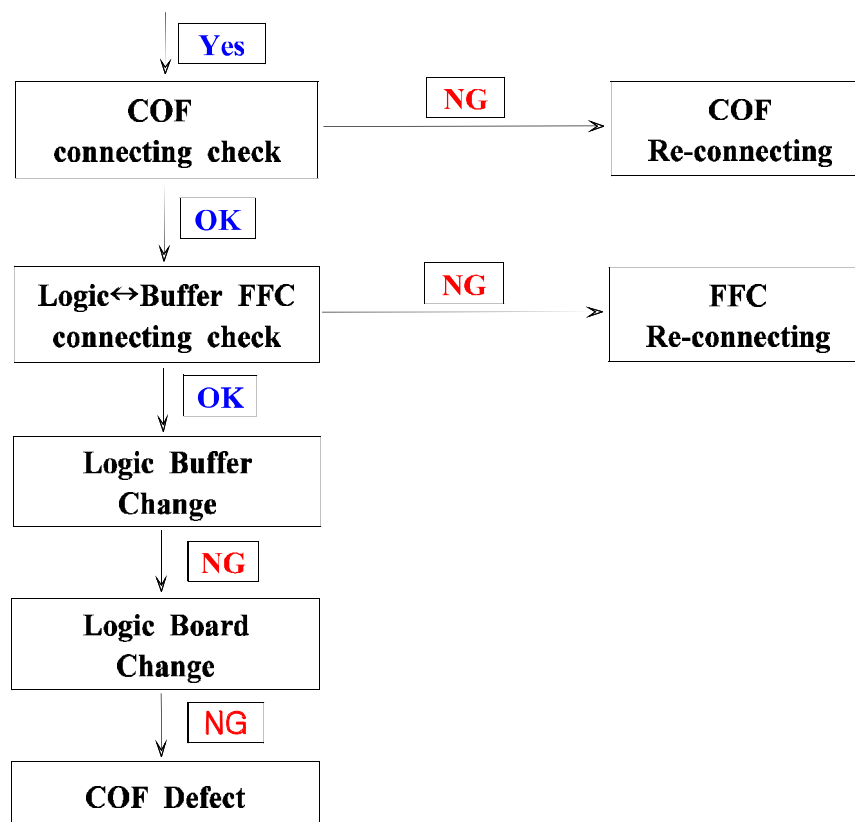 Yes
COF
connecting check
NG
COF
Re-connecting
OK
Logic↔Buffer FFC
connecting check
NG
FFC
Re-connecting
OK
Logic Buffer
Change
NG
Logic Board
Change
NG
COF Defect